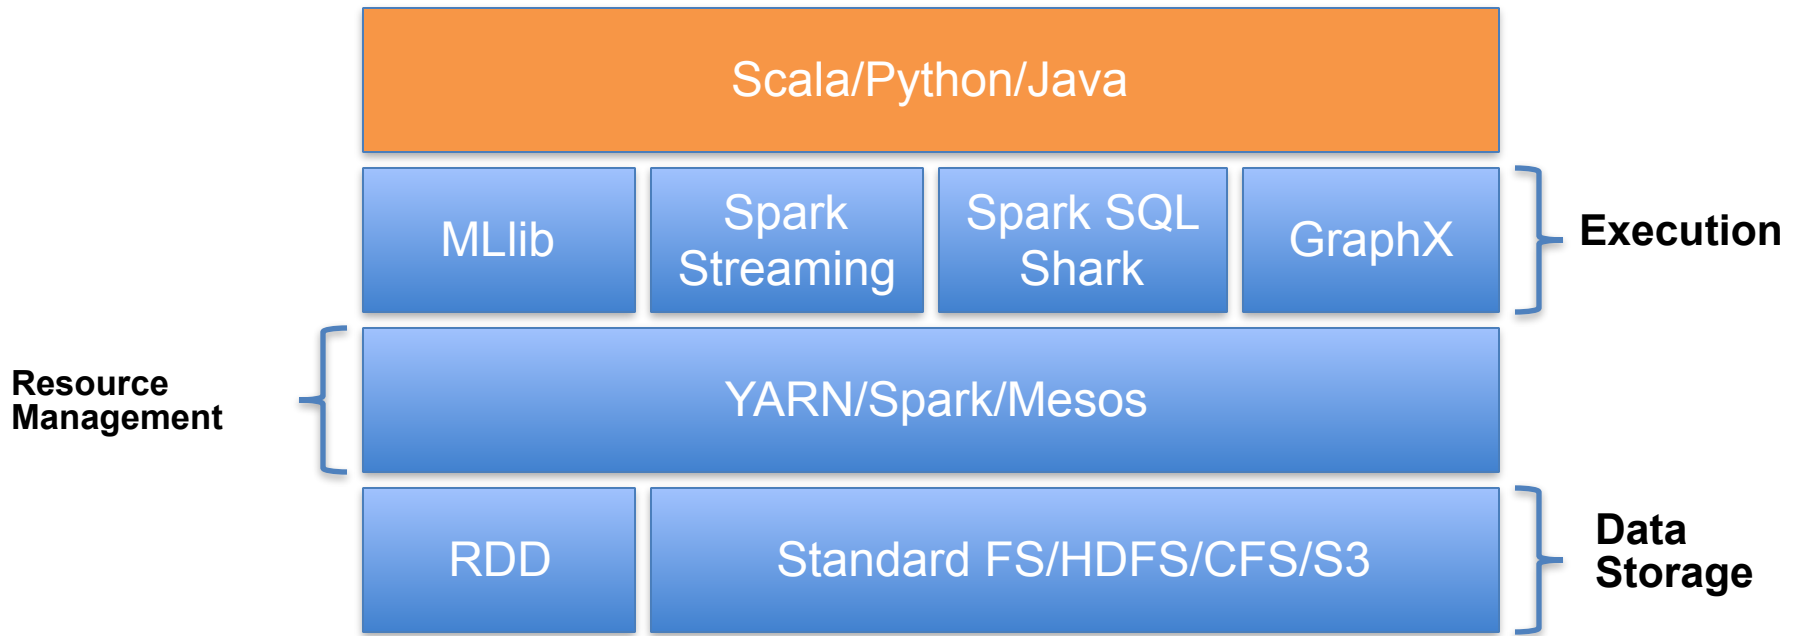 Scala/Python/Java
MLlib
Spark
Streaming
Spark SQL
Shark
GraphX
Execution
Resource
Management
YARN/Spark/Mesos
RDD
Standard FS/HDFS/CFS/S3
Data
Storage